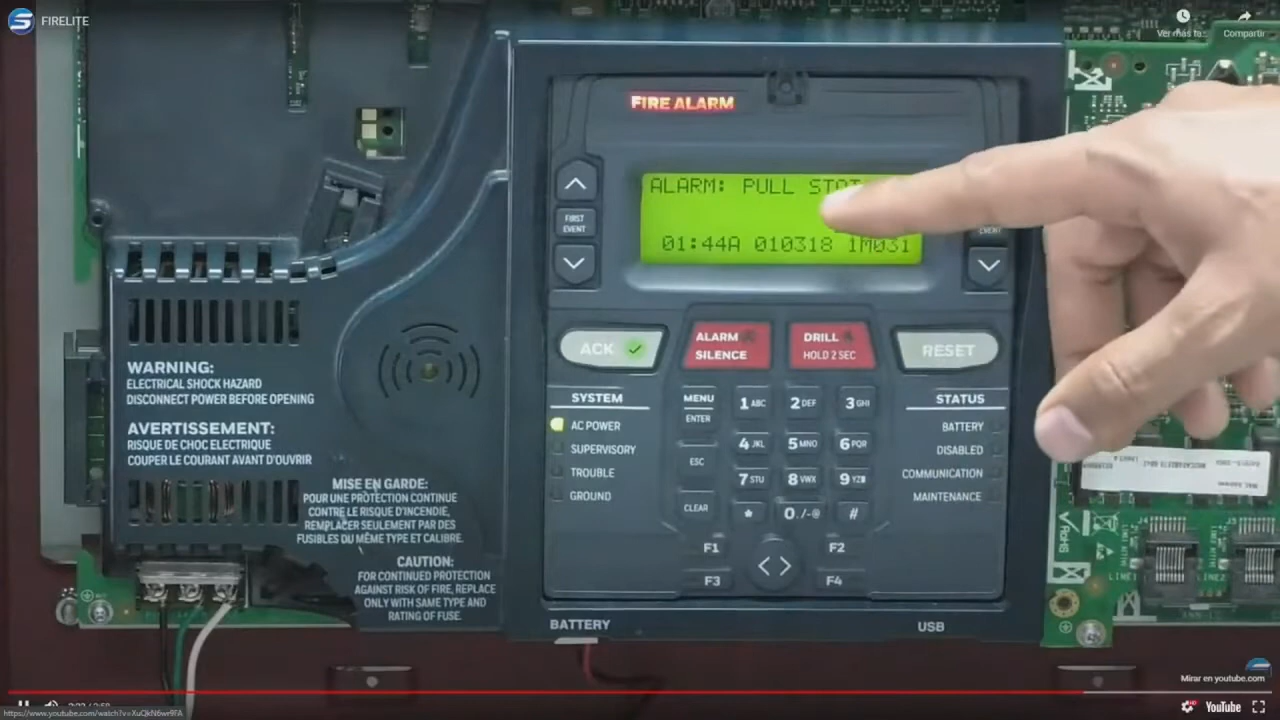 FIRELITE
Ver más ta...
Compartir
FIRE ALARM
ALARM: PULL STAT
01:44A 010318 1M031
FIRST
EVENT
EVENT
ACK
ALARM
SILENCE
DRILL
HOLD 2 SEC
RESET
SYSTEM
AC POWER
SUPERVISORY
TROUBLE
GROUND
MENU
ENTER
ESC
CLEAR
1 ABC
2 DEF
3 GHI
4 JKL
5 MNO
6 PQR
7 STU
8 VWX
9 YZ
*
0./-@
#
F1
F2
F3
F4
STATUS
BATTERY
DISABLED
COMMUNICATION
MAINTENANCE
WARNING:
ELECTRICAL SHOCK HAZARD
DISCONNECT POWER BEFORE OPENING
AVERTISSEMENT:
RISQUE DE CHOC ELECTRIQUE
COUPER LE COURANT AVANT D'OUVRIR
MISE EN GARDE:
POUR UNE PROTECTION CONTINUE
CONTRE LE RISQUE D'INCENDIE,
REMPLACER SEULEMENT PAR DES
FUSIBLES DU MÊME TYPE ET CALIBRE.
CAUTION:
FOR CONTINUED PROTECTION
AGAINST RISK OF FIRE, REPLACE
ONLY WITH SAME TYPE AND
RATING OF FUSE.
BATTERY
USB
RoHS
LINE1
LINE2
Mirar en youtube.com
YouTube